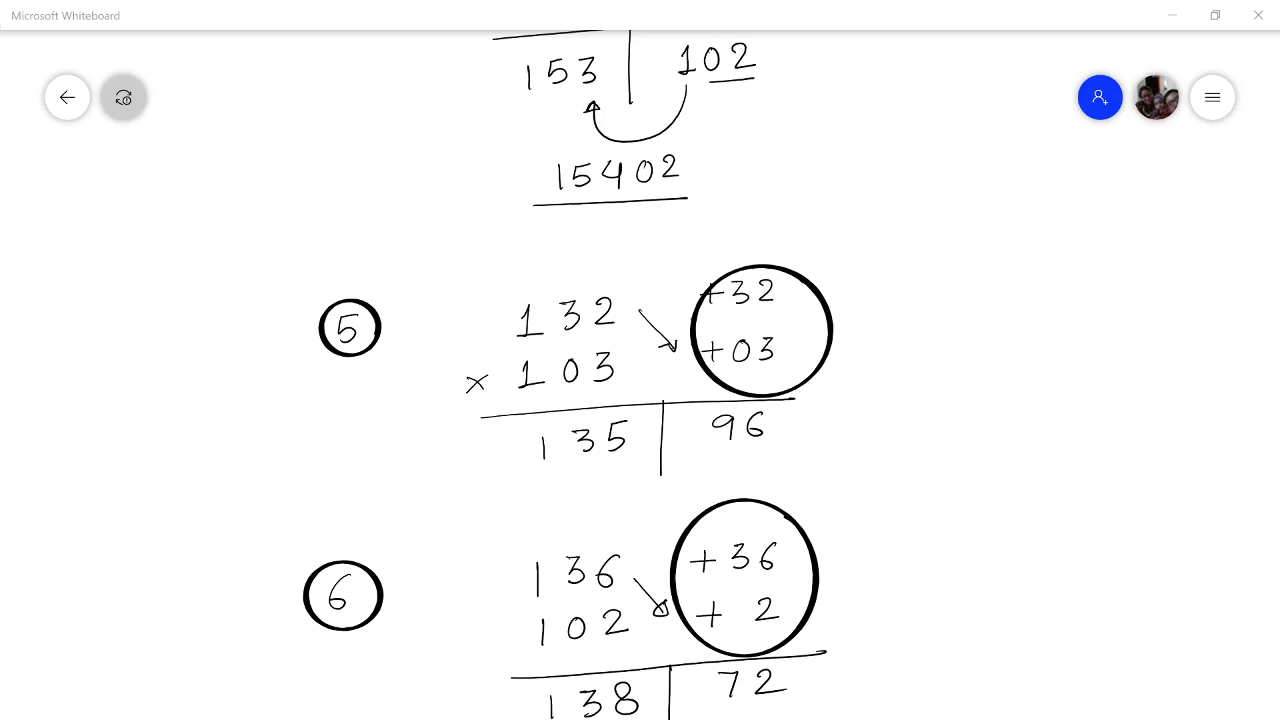 Microsoft Whiteboard
153 | 102
15402
5
132 +32
× 103 +03
135 | 96
6
136 +36
102 + 2
138 | 72